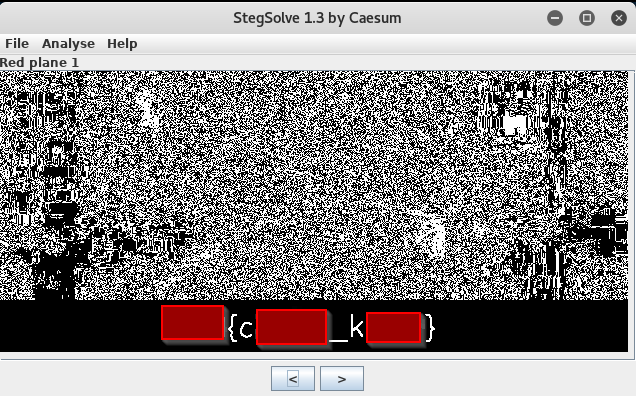 StegSolve 1.3 by Caesum
File Analyse Help
Red plane 1
{c _k }
< >